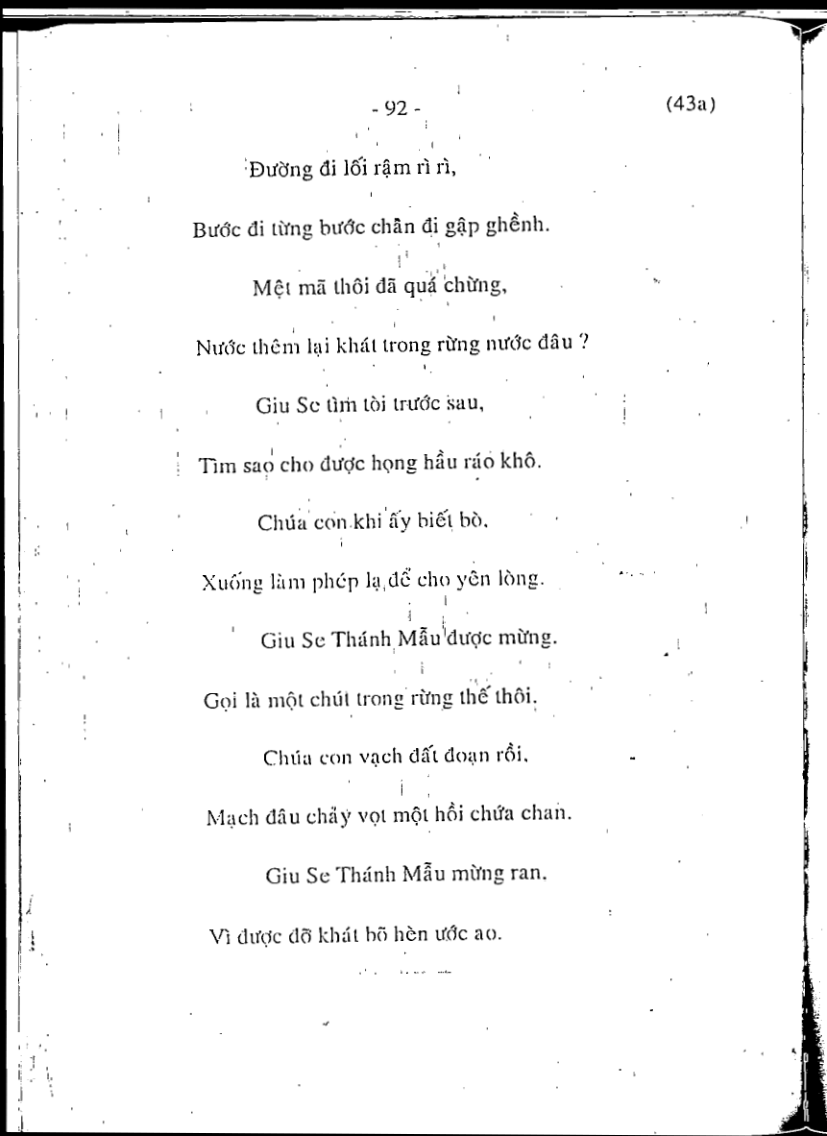 - 92 - (43a)
Đường đi lối rậm rì rì,
Bước đi từng bước chân đi gập ghềnh.
Mệt mã thôi đã quá chừng,
Nước thêm lại khát trong rừng nước đâu ?
Giu Se tìm tòi trước sau,
Tìm sao cho được họng hầu ráo khô.
Chúa con khi ấy biết bò.
Xuống làm phép lạ để cho yên lòng.
Giu Se Thánh Mẫu được mừng.
Gọi là một chút trong rừng thế thôi.
Chúa con vạch đất đoạn rồi.
Mạch đâu chảy vọt một hồi chứa chan.
Giu Se Thánh Mẫu mừng ran.
Vì được đỡ khát bõ hèn ước ao.